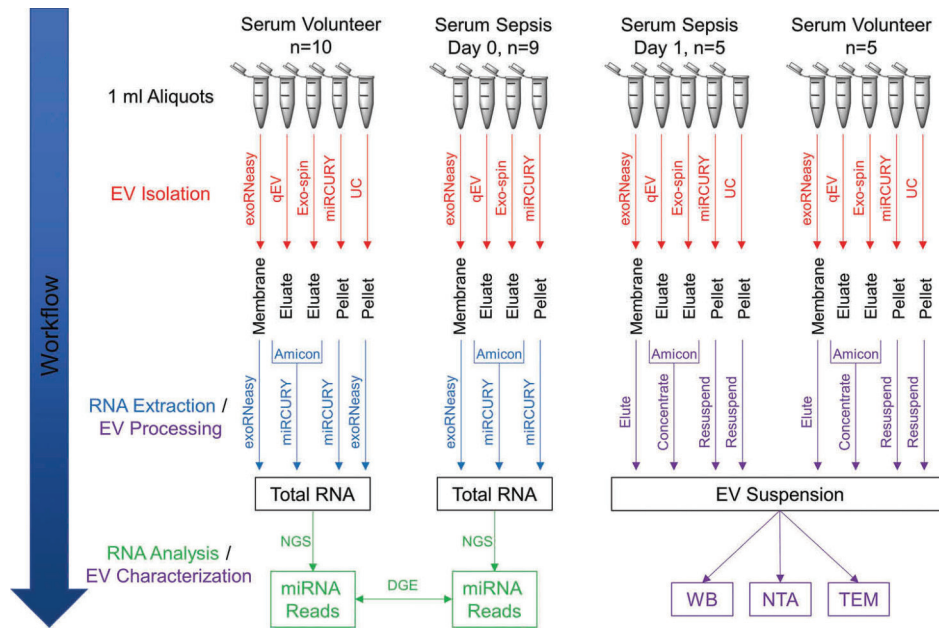 Workflow
Serum Volunteer
n=10
Serum Sepsis
Day 0, n=9
Serum Sepsis
Day 1, n=5
Serum Volunteer
n=5
1 ml Aliquots
EV Isolation
exoRNeasy
qEV
Exo-spin
miRCURY
UC
exoRNeasy
qEV
Exo-spin
miRCURY
exoRNeasy
qEV
Exo-spin
miRCURY
UC
exoRNeasy
qEV
Exo-spin
miRCURY
UC
Membrane
Eluate
Eluate
Pellet
Pellet
Membrane
Eluate
Eluate
Pellet
Membrane
Eluate
Eluate
Pellet
Pellet
Membrane
Eluate
Eluate
Pellet
Pellet
RNA Extraction /
EV Processing
Amicon
exoRNeasy
miRCURY
miRCURY
exoRNeasy
Amicon
exoRNeasy
miRCURY
miRCURY
Amicon
Elute
Concentrate
Resuspend
Resuspend
Amicon
Elute
Concentrate
Resuspend
Resuspend
Total RNA
Total RNA
EV Suspension
RNA Analysis /
EV Characterization
NGS
NGS
miRNA
Reads
DGE
miRNA
Reads
WB
NTA
TEM